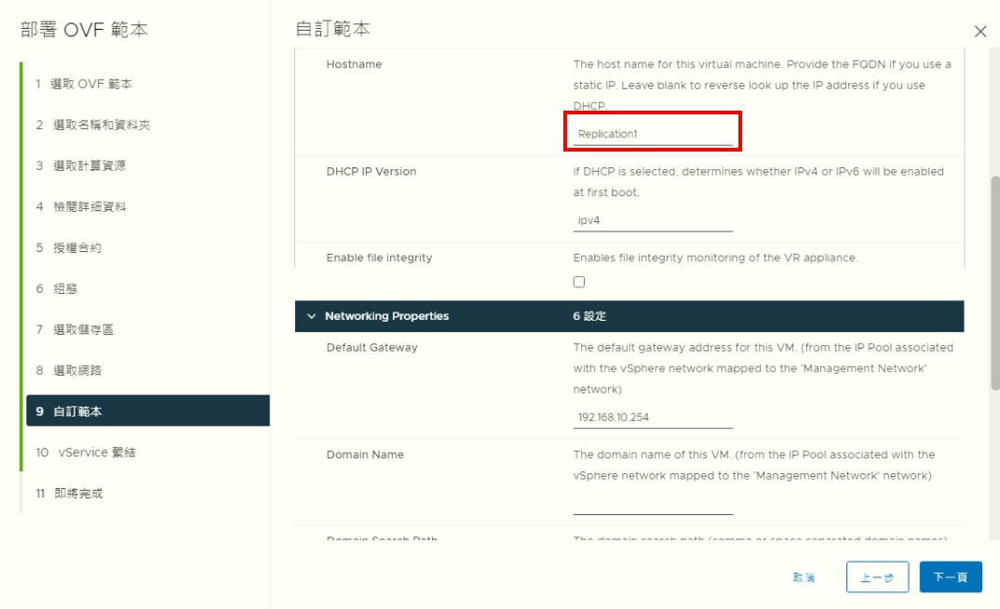 部署 OVF 範本
1 選取 OVF 範本
2 選取名稱和資料夾
3 選取計算資源
4 檢閱詳細資料
5 授權合約
6 組態
7 選取儲存區
8 選取網路
9 自訂範本
10 vService 繫結
11 即將完成
自訂範本
Hostname
The host name for this virtual machine. Provide the FQDN if you use a
static IP. Leave blank to reverse look up the IP address if you use
DHCP.
Replication1
DHCP IP Version
If DHCP is selected, determines whether IPv4 or IPv6 will be enabled
at first boot.
ipv4
Enable file integrity
Enables file integrity monitoring of the VR appliance.
Networking Properties
6 設定
Default Gateway
The default gateway address for this VM. (from the IP Pool associated
with the vSphere network mapped to the 'Management Network'
network)
192.168.10.254
Domain Name
The domain name of this VM. (from the IP Pool associated with the
vSphere network mapped to the 'Management Network' network)
Domain Search Path
The domain search path (comma or space separated domain names)
取消
上一步
下一頁